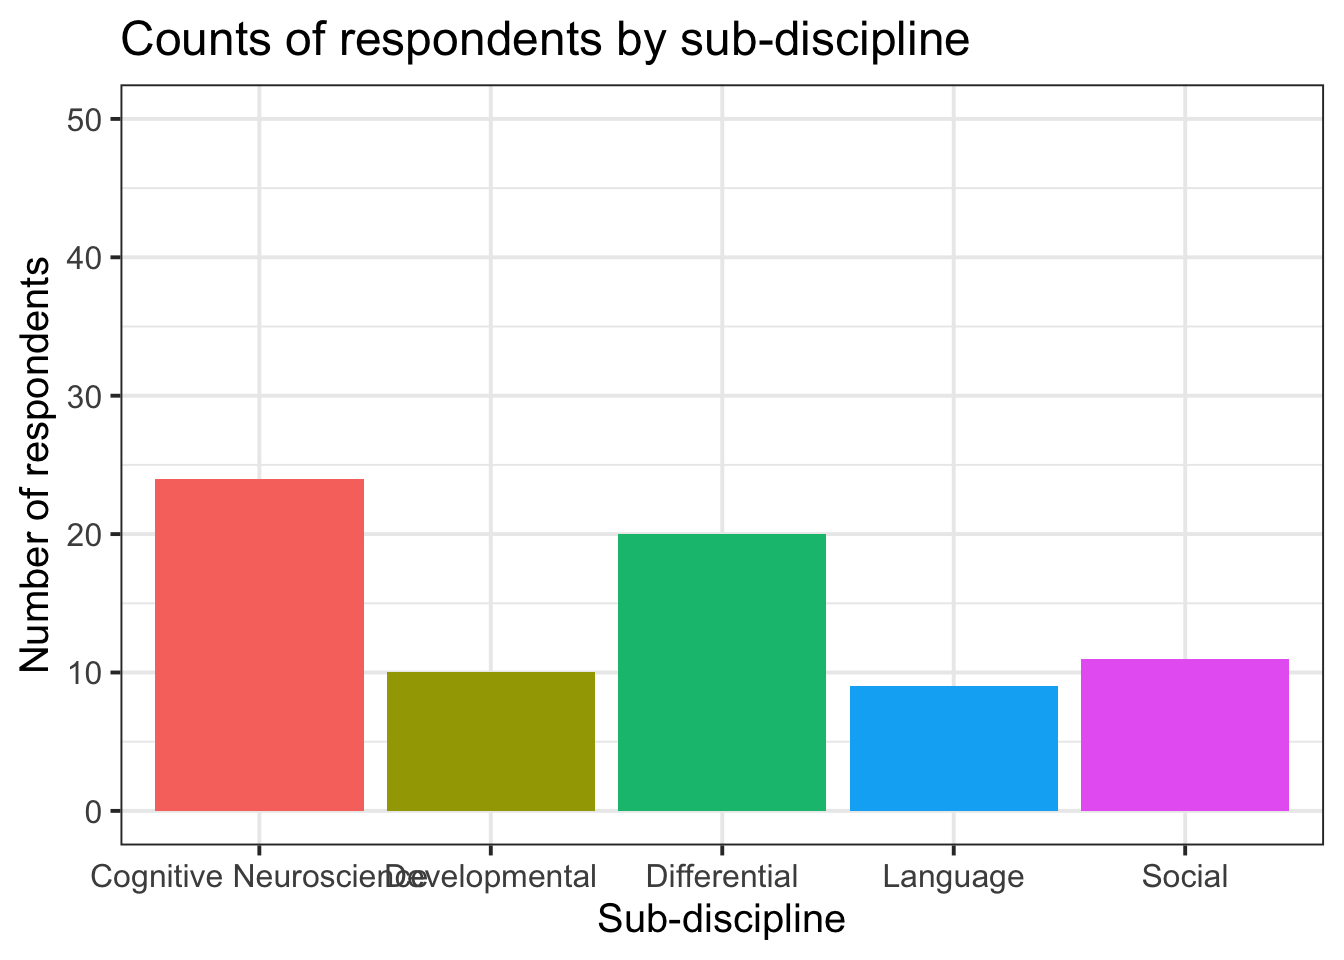 Counts of respondents by sub-discipline
Number of respondents
50
40
30
20
10
0
Cognitive Neuroscience Developmental Differential Language Social
Sub-discipline